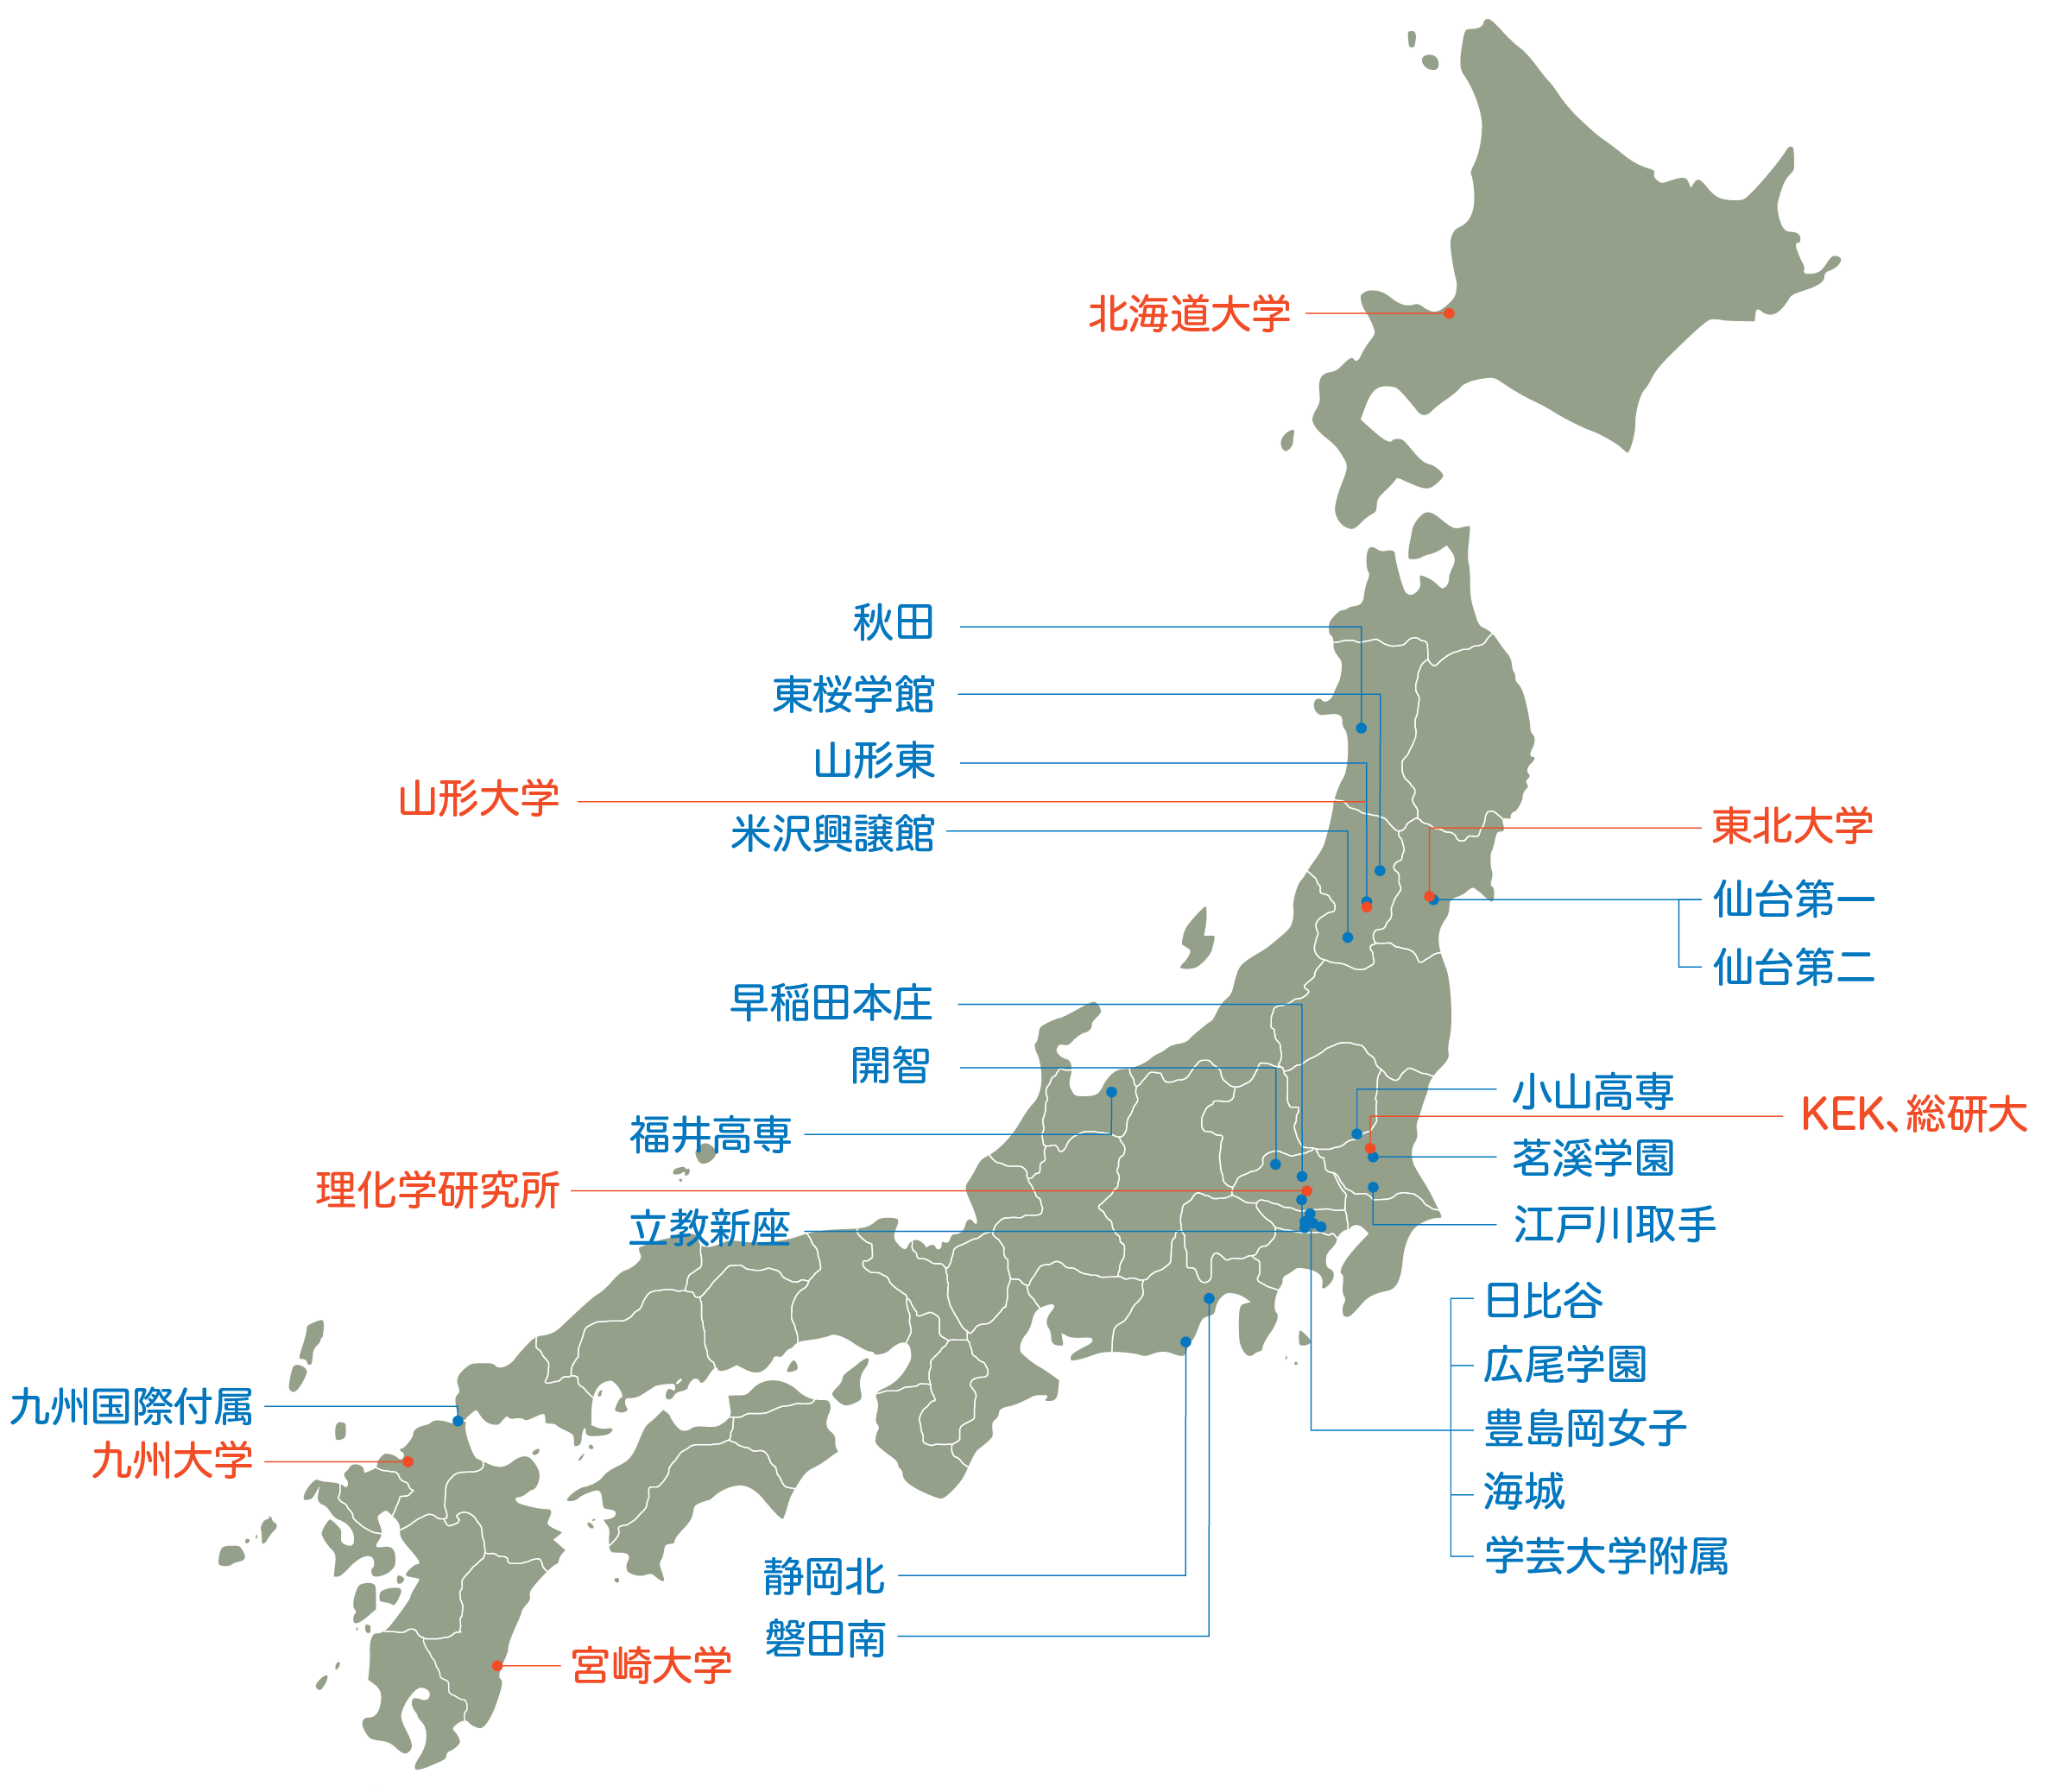 北海道大学
秋田
東桜学館
山形東
山形大学
米沢興譲館
東北大学
仙台第一
仙台第二
早稲田本庄
開智
小山高専
KEK、総研大
福井高専
茗溪学園
理化学研究所
立教新座
江戸川取手
日比谷
広尾学園
九州国際付属
豊島岡女子
九州大学
海城
学芸大学附属
静岡北
磐田南
宮崎大学